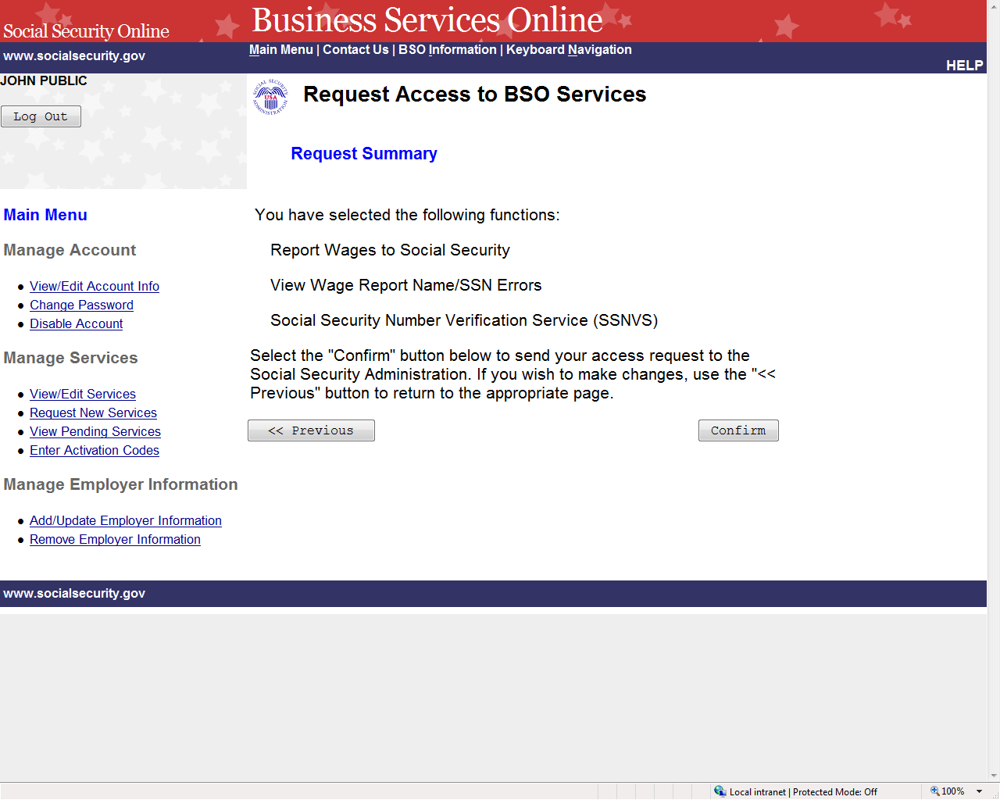 Social Security Online
Business Services Online
www.socialsecurity.gov
Main Menu | Contact Us | BSO Information | Keyboard Navigation
HELP
JOHN PUBLIC
Log Out
SOCIAL SECURITY ADMINISTRATION
USA
Request Access to BSO Services
Request Summary
Main Menu
Manage Account
View/Edit Account Info
Change Password
Disable Account
Manage Services
View/Edit Services
Request New Services
View Pending Services
Enter Activation Codes
Manage Employer Information
Add/Update Employer Information
Remove Employer Information
You have selected the following functions:
Report Wages to Social Security
View Wage Report Name/SSN Errors
Social Security Number Verification Service (SSNVS)
Select the "Confirm" button below to send your access request to the
Social Security Administration. If you wish to make changes, use the "<<
Previous" button to return to the appropriate page.
<< Previous
Confirm
www.socialsecurity.gov
Local intranet | Protected Mode: Off
100%